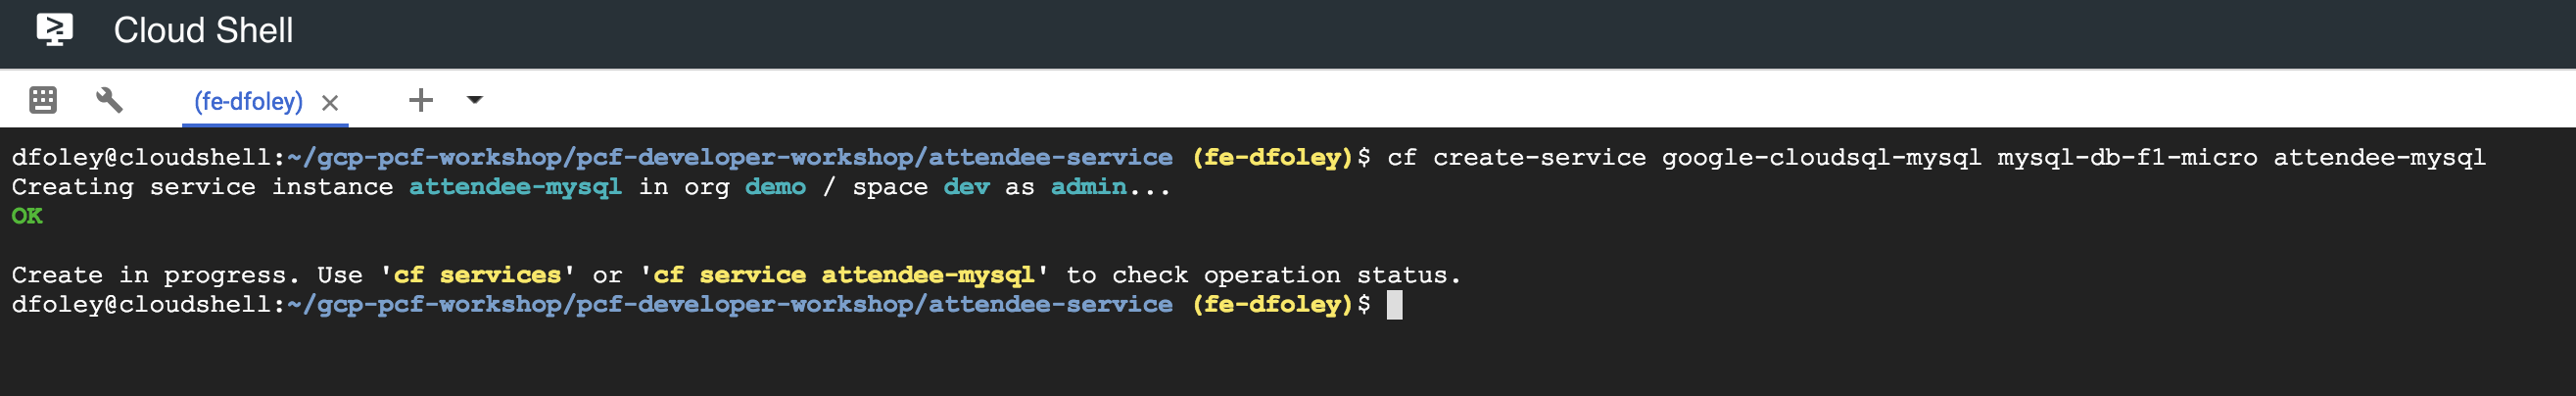 Cloud Shell
(fe-dfoley)
dfoley@cloudshell:~/gcp-pcf-workshop/pcf-developer-workshop/attendee-service (fe-dfoley)$ cf create-service google-cloudsql-mysql mysql-db-f1-micro attendee-mysql
Creating service instance attendee-mysql in org demo / space dev as admin...
OK
Create in progress. Use 'cf services' or 'cf service attendee-mysql' to check operation status.
dfoley@cloudshell:~/gcp-pcf-workshop/pcf-developer-workshop/attendee-service (fe-dfoley)$